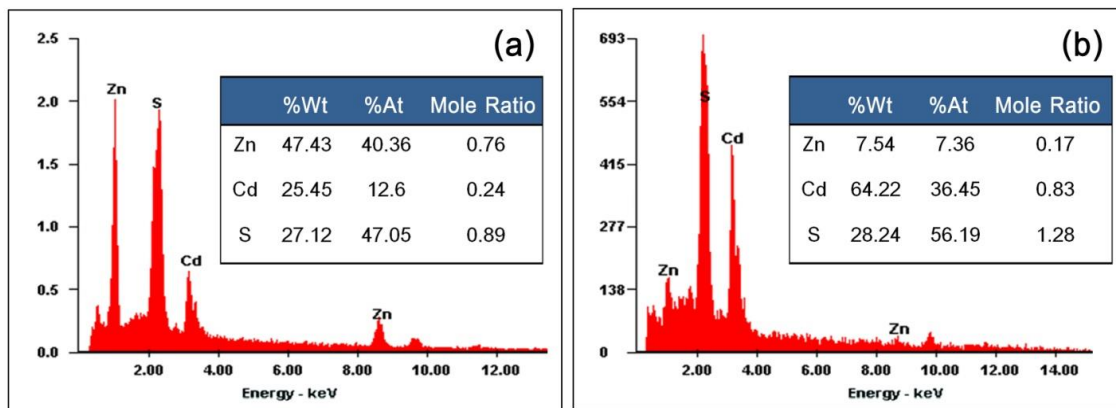 (a)
2.5
2.0
1.5
1.0
0.5
0.0
Zn
S
Cd
Zn
%Wt %At Mole Ratio
Zn 47.43 40.36 0.76
Cd 25.45 12.6 0.24
S 27.12 47.05 0.89
2.00 4.00 6.00 8.00 10.00 12.00
Energy - keV
(b)
693
554
415
277
138
0
Zn
S
Cd
Zn
%Wt %At Mole Ratio
Zn 7.54 7.36 0.17
Cd 64.22 36.45 0.83
S 28.24 56.19 1.28
2.00 4.00 6.00 8.00 10.00 12.00 14.00
Energy - keV